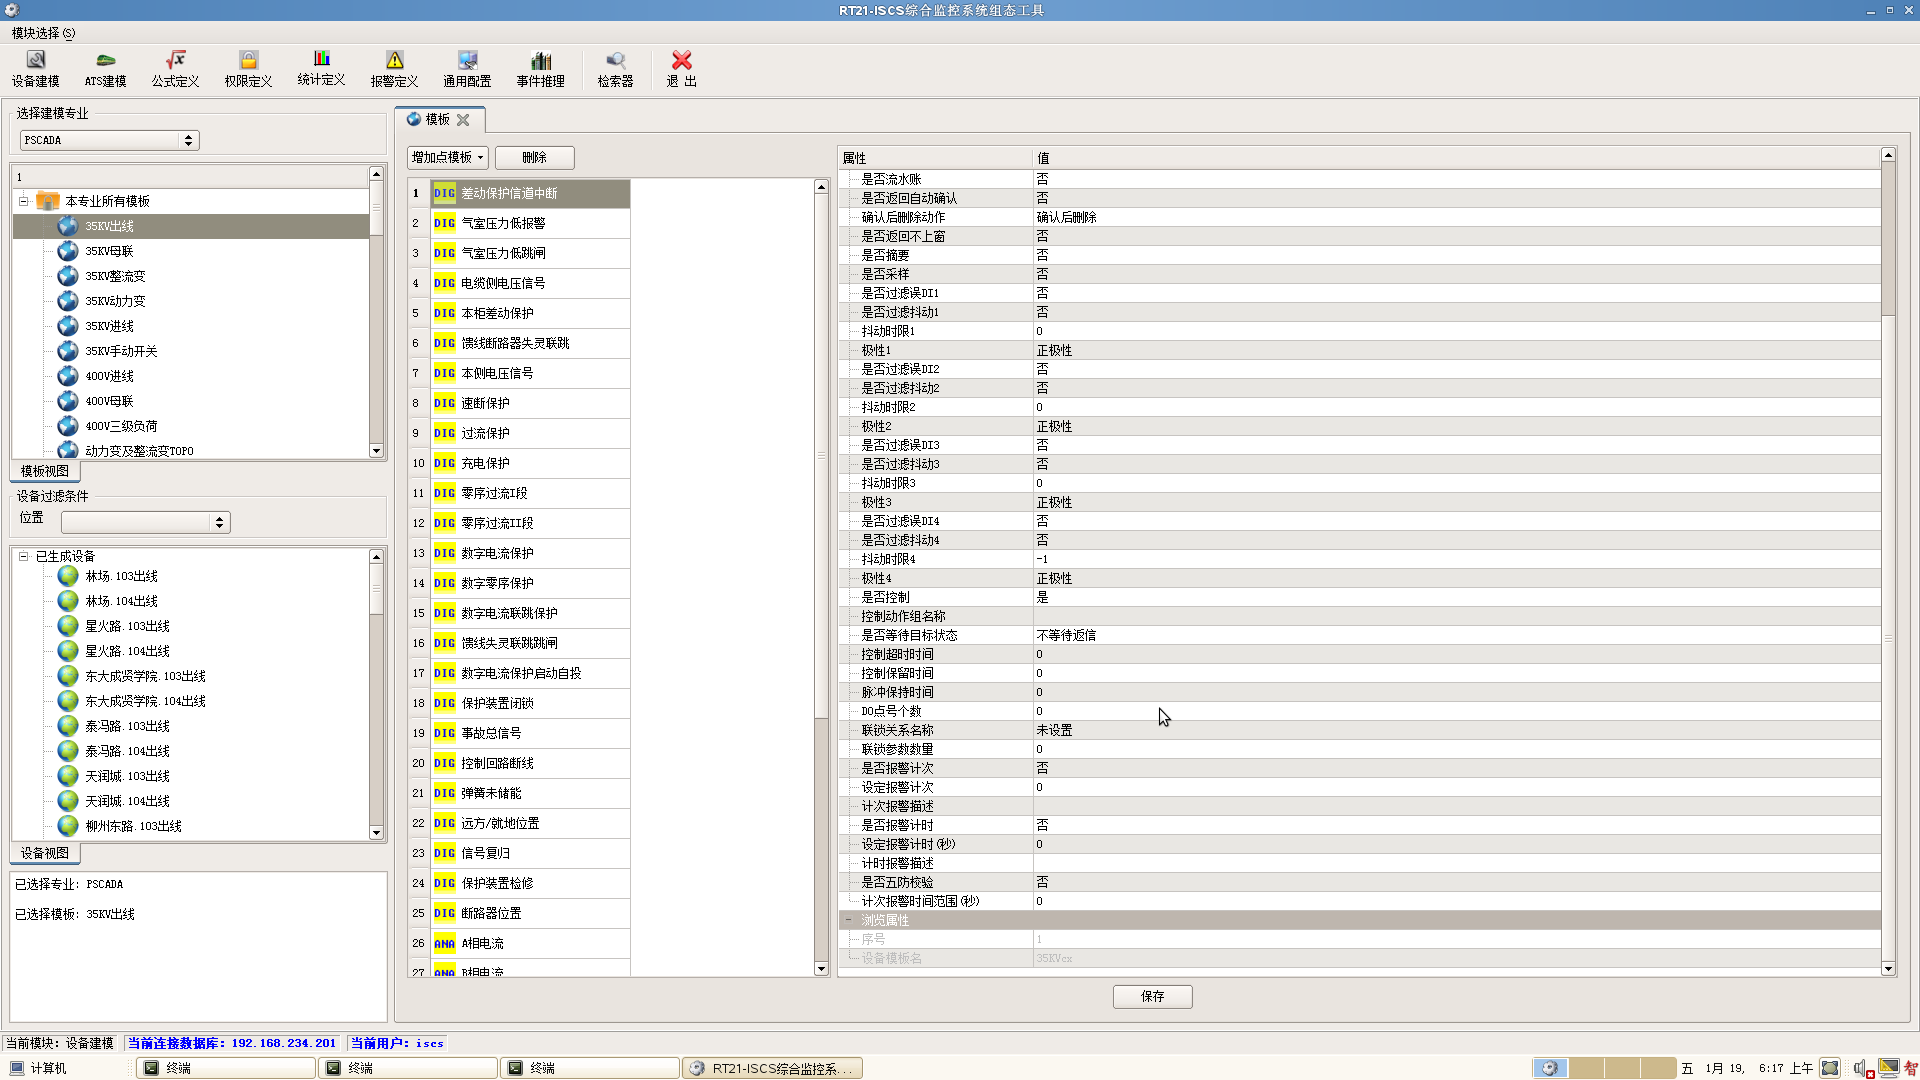 RT21-ISCS综合监控系统组态工具
模块选择(S)
设备建模
ATS建模
公式定义
权限定义
统计定义
报警定义
通用配置
事件推理
检索器
退 出
选择建模专业
PSCADA
1
本专业所有模板
35KV出线
35KV母联
35KV整流变
35KV动力变
35KV进线
35KV手动开关
400V进线
400V母联
400V三级负荷
动力变及整流变TOPO
模板视图
设备过滤条件
位置
已生成设备
林场.103出线
林场.104出线
星火路.103出线
星火路.104出线
东大成贤学院.103出线
东大成贤学院.104出线
泰冯路.103出线
泰冯路.104出线
天润城.103出线
天润城.104出线
柳州东路.103出线
设备视图
已选择专业: PSCADA
已选择模板: 35KV出线
模板
增加点模板
删除
1 DIG 差动保护信道中断
2 DIG 气室压力低报警
3 DIG 气室压力低跳闸
4 DIG 电缆侧电压信号
5 DIG 本柜差动保护
6 DIG 馈线断路器失灵联跳
7 DIG 本侧电压信号
8 DIG 速断保护
9 DIG 过流保护
10 DIG 充电保护
11 DIG 零序过流I段
12 DIG 零序过流II段
13 DIG 数字电流保护
14 DIG 数字零序保护
15 DIG 数字电流联跳保护
16 DIG 馈线失灵联跳跳闸
17 DIG 数字电流保护启动自投
18 DIG 保护装置闭锁
19 DIG 事故总信号
20 DIG 控制回路断线
21 DIG 弹簧未储能
22 DIG 远方/就地位置
23 DIG 信号复归
24 DIG 保护装置检修
25 DIG 断路器位置
26 ANA A相电流
27 ANA B相电流
属性 值
是否流水账 否
是否返回自动确认 否
确认后删除动作 确认后删除
是否返回不上窗 否
是否摘要 否
是否采样 否
是否过滤误DI1 否
是否过滤抖动1 否
抖动时限1 0
极性1 正极性
是否过滤误DI2 否
是否过滤抖动2 否
抖动时限2 0
极性2 正极性
是否过滤误DI3 否
是否过滤抖动3 否
抖动时限3 0
极性3 正极性
是否过滤误DI4 否
是否过滤抖动4 否
抖动时限4 -1
极性4 正极性
是否控制 是
控制动作组名称
是否等待目标状态 不等待返信
控制超时时间 0
控制保留时间 0
脉冲保持时间 0
DO点号个数 0
联锁关系名称 未设置
联锁参数数量 0
是否报警计次 否
设定报警计次 0
计次报警描述
是否报警计时 否
设定报警计时(秒) 0
计时报警描述
是否五防校验 否
计次报警时间范围(秒) 0
浏览属性
序号 1
设备模板名 35KVcx
保存
当前模块: 设备建模 当前连接数据库: 192.168.234.201 当前用户: iscs
计算机
终端
终端
终端
RT21-ISCS综合监控系...
五 1月 19, 6:17 上午
智